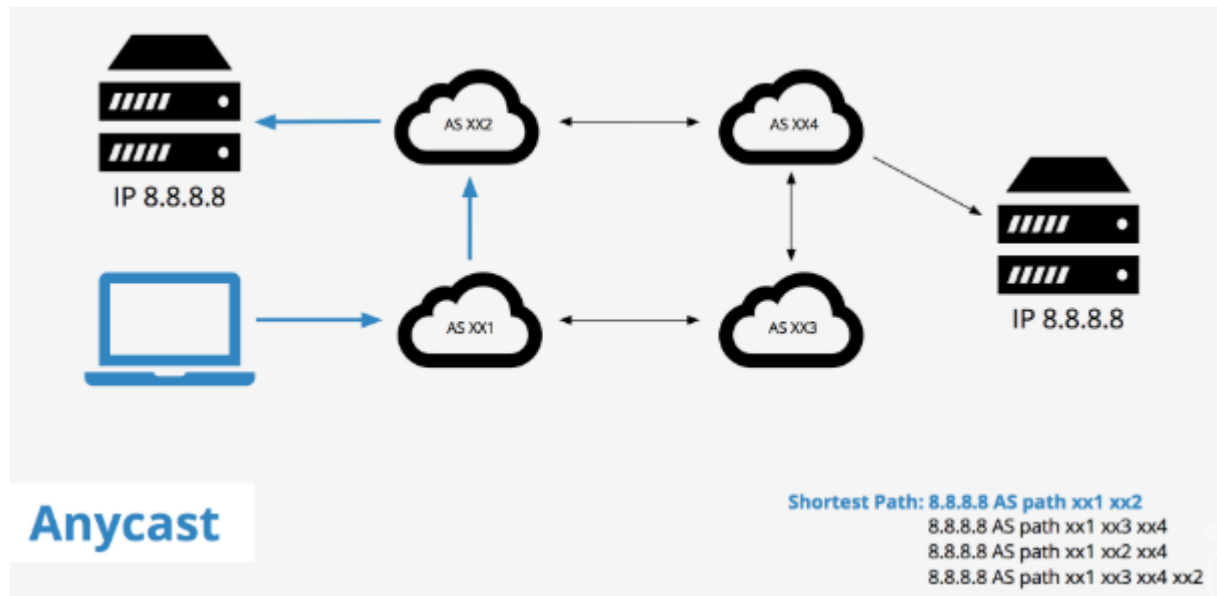 AS XX2
AS XX4
IP 8.8.8.8
AS XX1
AS XX3
IP 8.8.8.8
Anycast
Shortest Path: 8.8.8.8 AS path xx1 xx2
8.8.8.8 AS path xx1 xx3 xx4
8.8.8.8 AS path xx1 xx2 xx4
8.8.8.8 AS path xx1 xx3 xx4 xx2